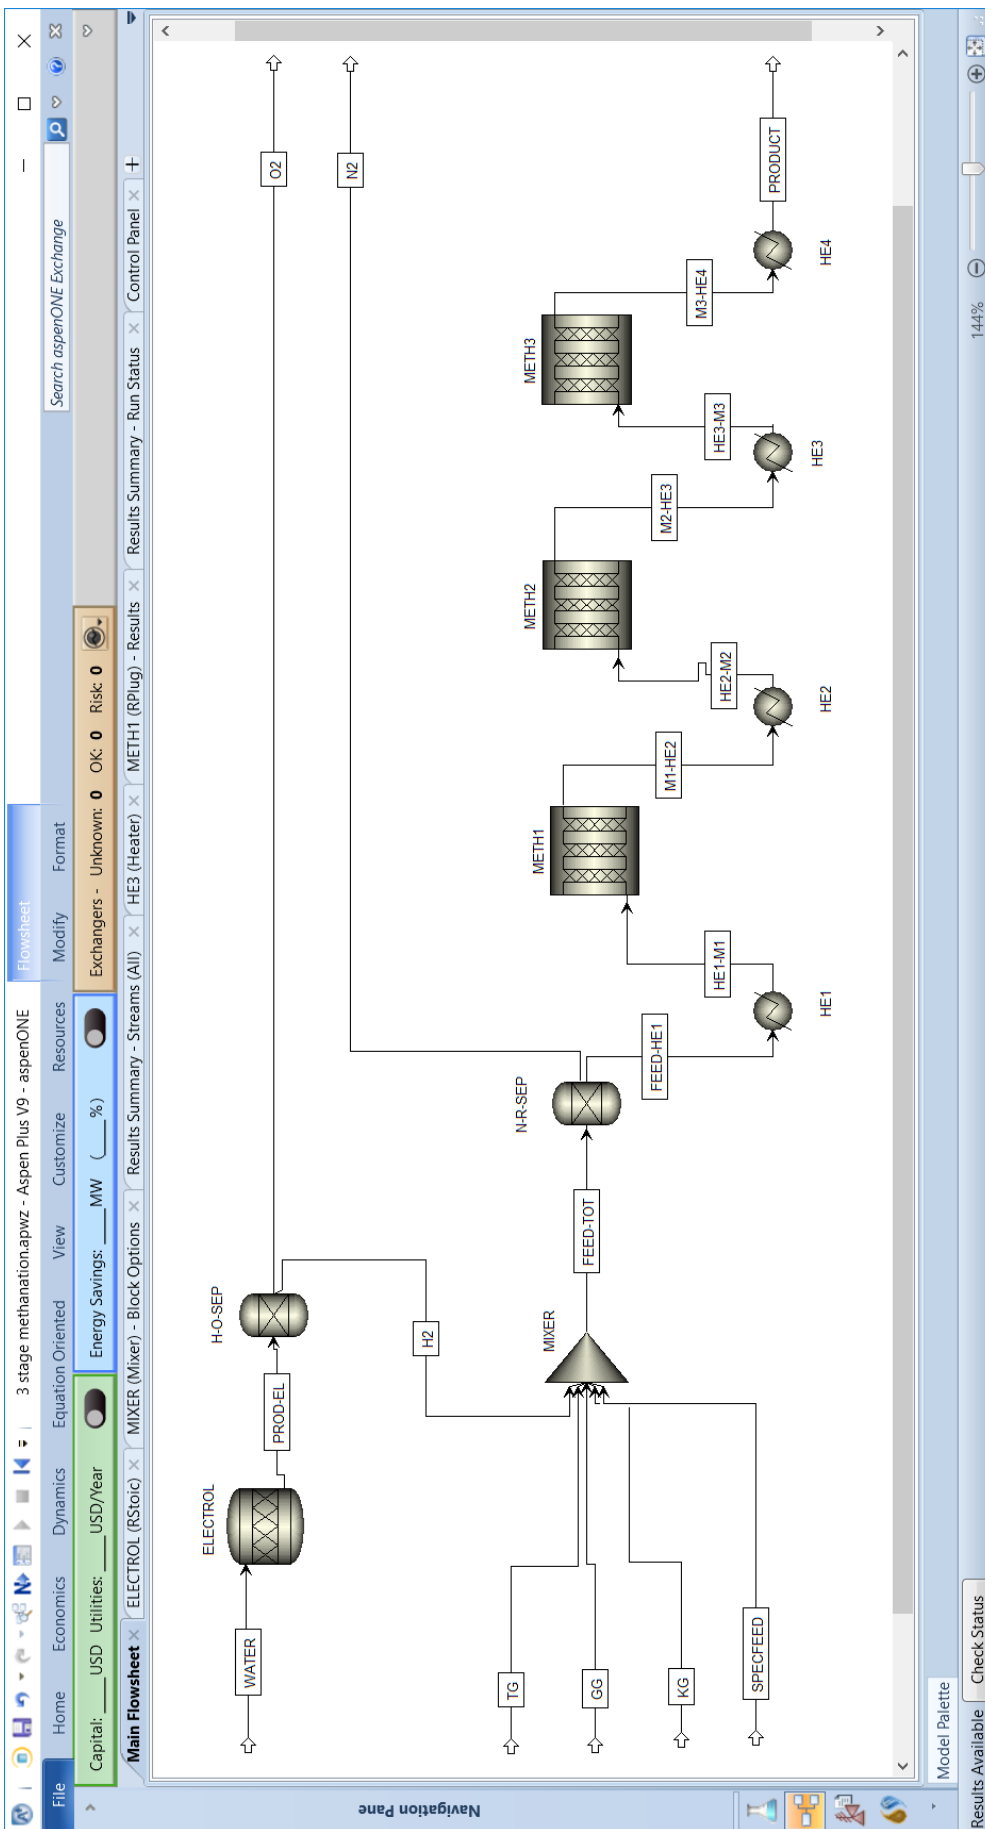 3 stage methanation.apwz - Aspen Plus V9 - aspenONE
Flowsheet
File Home Economics Dynamics Equation Oriented View Customize Resources Modify Format
Search aspenONE Exchange
Capital: ____USD Utilities: ____USD/Year
Energy Savings: ____MW (____%)
Exchangers - Unknown: 0 OK: 0 Risk: 0
Main Flowsheet
ELECTROL (RStoic)
MIXER (Mixer) - Block Options
Results Summary - Streams (All)
HE3 (Heater)
METH1 (RPlug) - Results
Results Summary - Run Status
Control Panel
Navigation Pane
ELECTROL
H-O-SEP
WATER
PROD-EL
O2
N2
H2
TG
GG
KG
SPECFEED
MIXER
FEED-TOT
N-R-SEP
FEED-HE1
HE1
HE1-M1
METH1
M1-HE2
HE2
HE2-M2
METH2
M2-HE3
HE3
HE3-M3
METH3
M3-HE4
HE4
PRODUCT
Model Palette
Results Available Check Status
144%